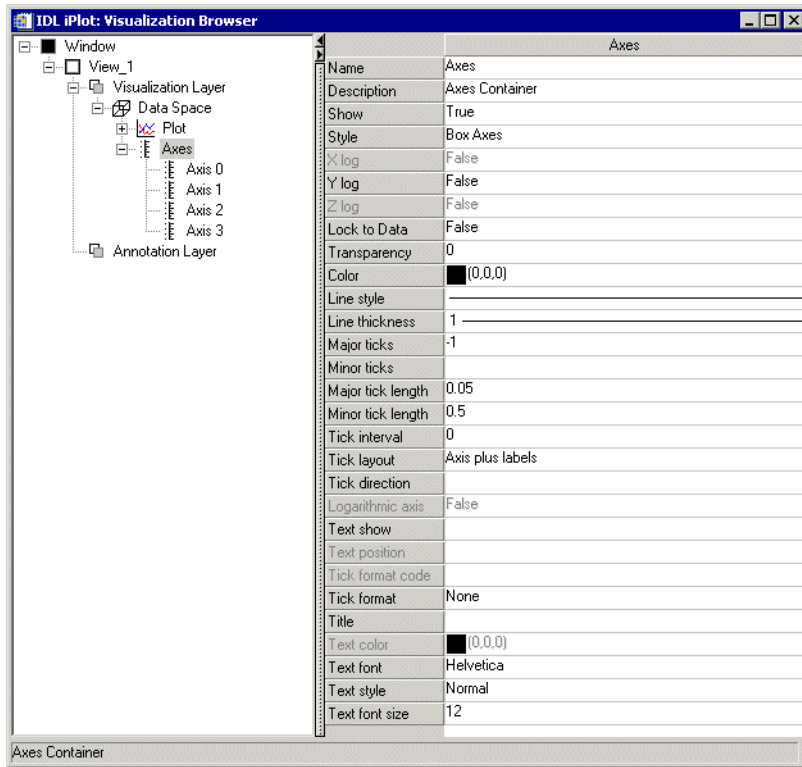 IDL iPlot: Visualization Browser
Window
View_1
Visualization Layer
Data Space
Plot
Axes
Axis 0
Axis 1
Axis 2
Axis 3
Annotation Layer
Axes
Name Axes
Description Axes Container
Show True
Style Box Axes
X log False
Y log False
Z log False
Lock to Data False
Transparency 0
Color (0,0,0)
Line style
Line thickness 1
Major ticks -1
Minor ticks
Major tick length 0.05
Minor tick length 0.5
Tick interval 0
Tick layout Axis plus labels
Tick direction
Logarithmic axis False
Text show
Text position
Tick format code
Tick format None
Title
Text color (0,0,0)
Text font Helvetica
Text style Normal
Text font size 12
Axes Container